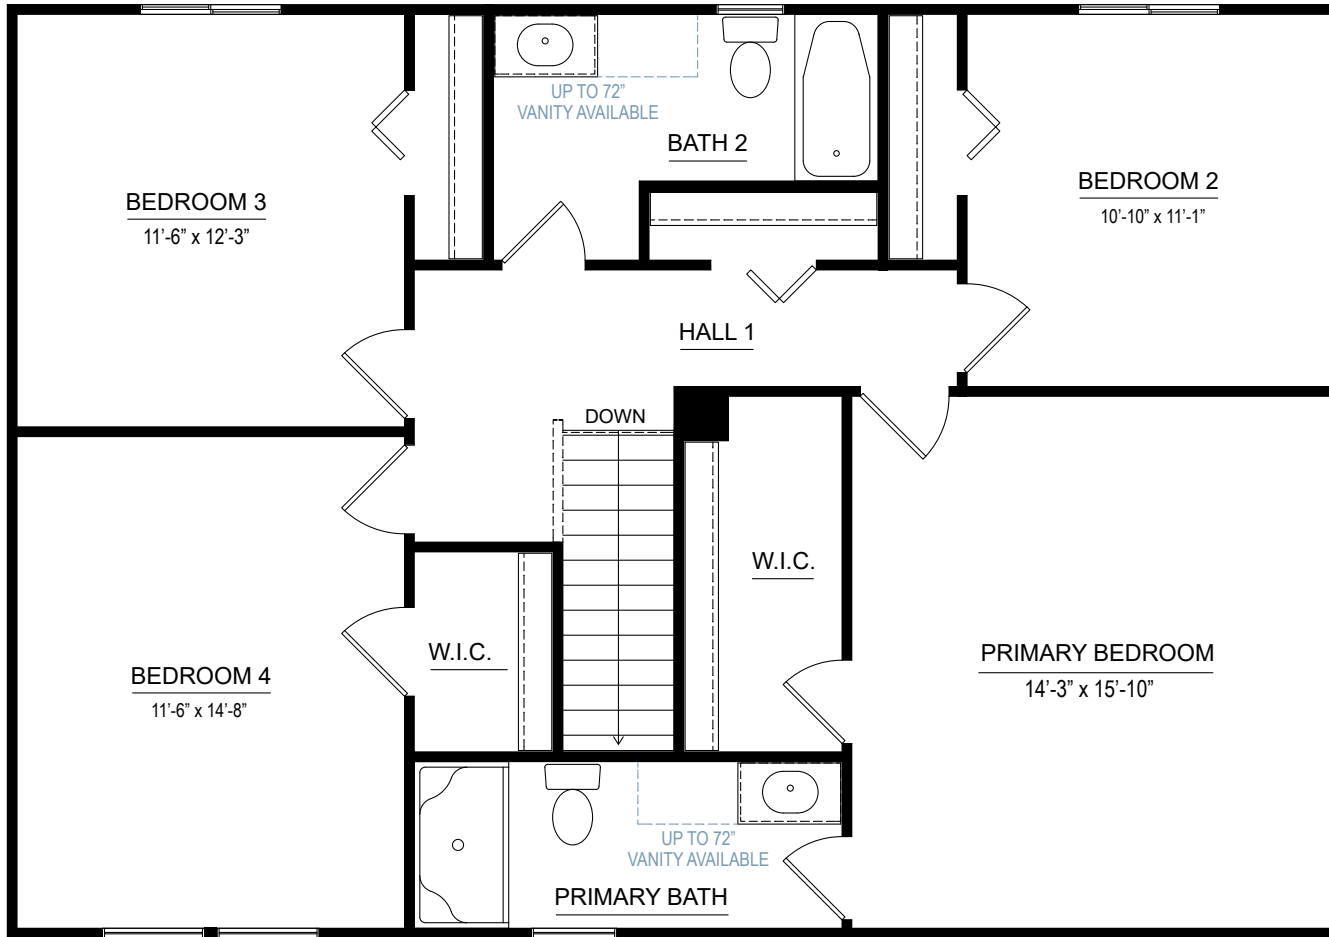 UP TO 72”
VANITY AVAILABLE
BATH 2
BEDROOM 3
11’-6” x 12’-3”
BEDROOM 2
10’-10” x 11’-1”
HALL 1
DOWN
W.I.C.
W.I.C.
BEDROOM 4
11’-6” x 14’-8”
PRIMARY BEDROOM
14’-3” x 15’-10”
UP TO 72”
VANITY AVAILABLE
PRIMARY BATH